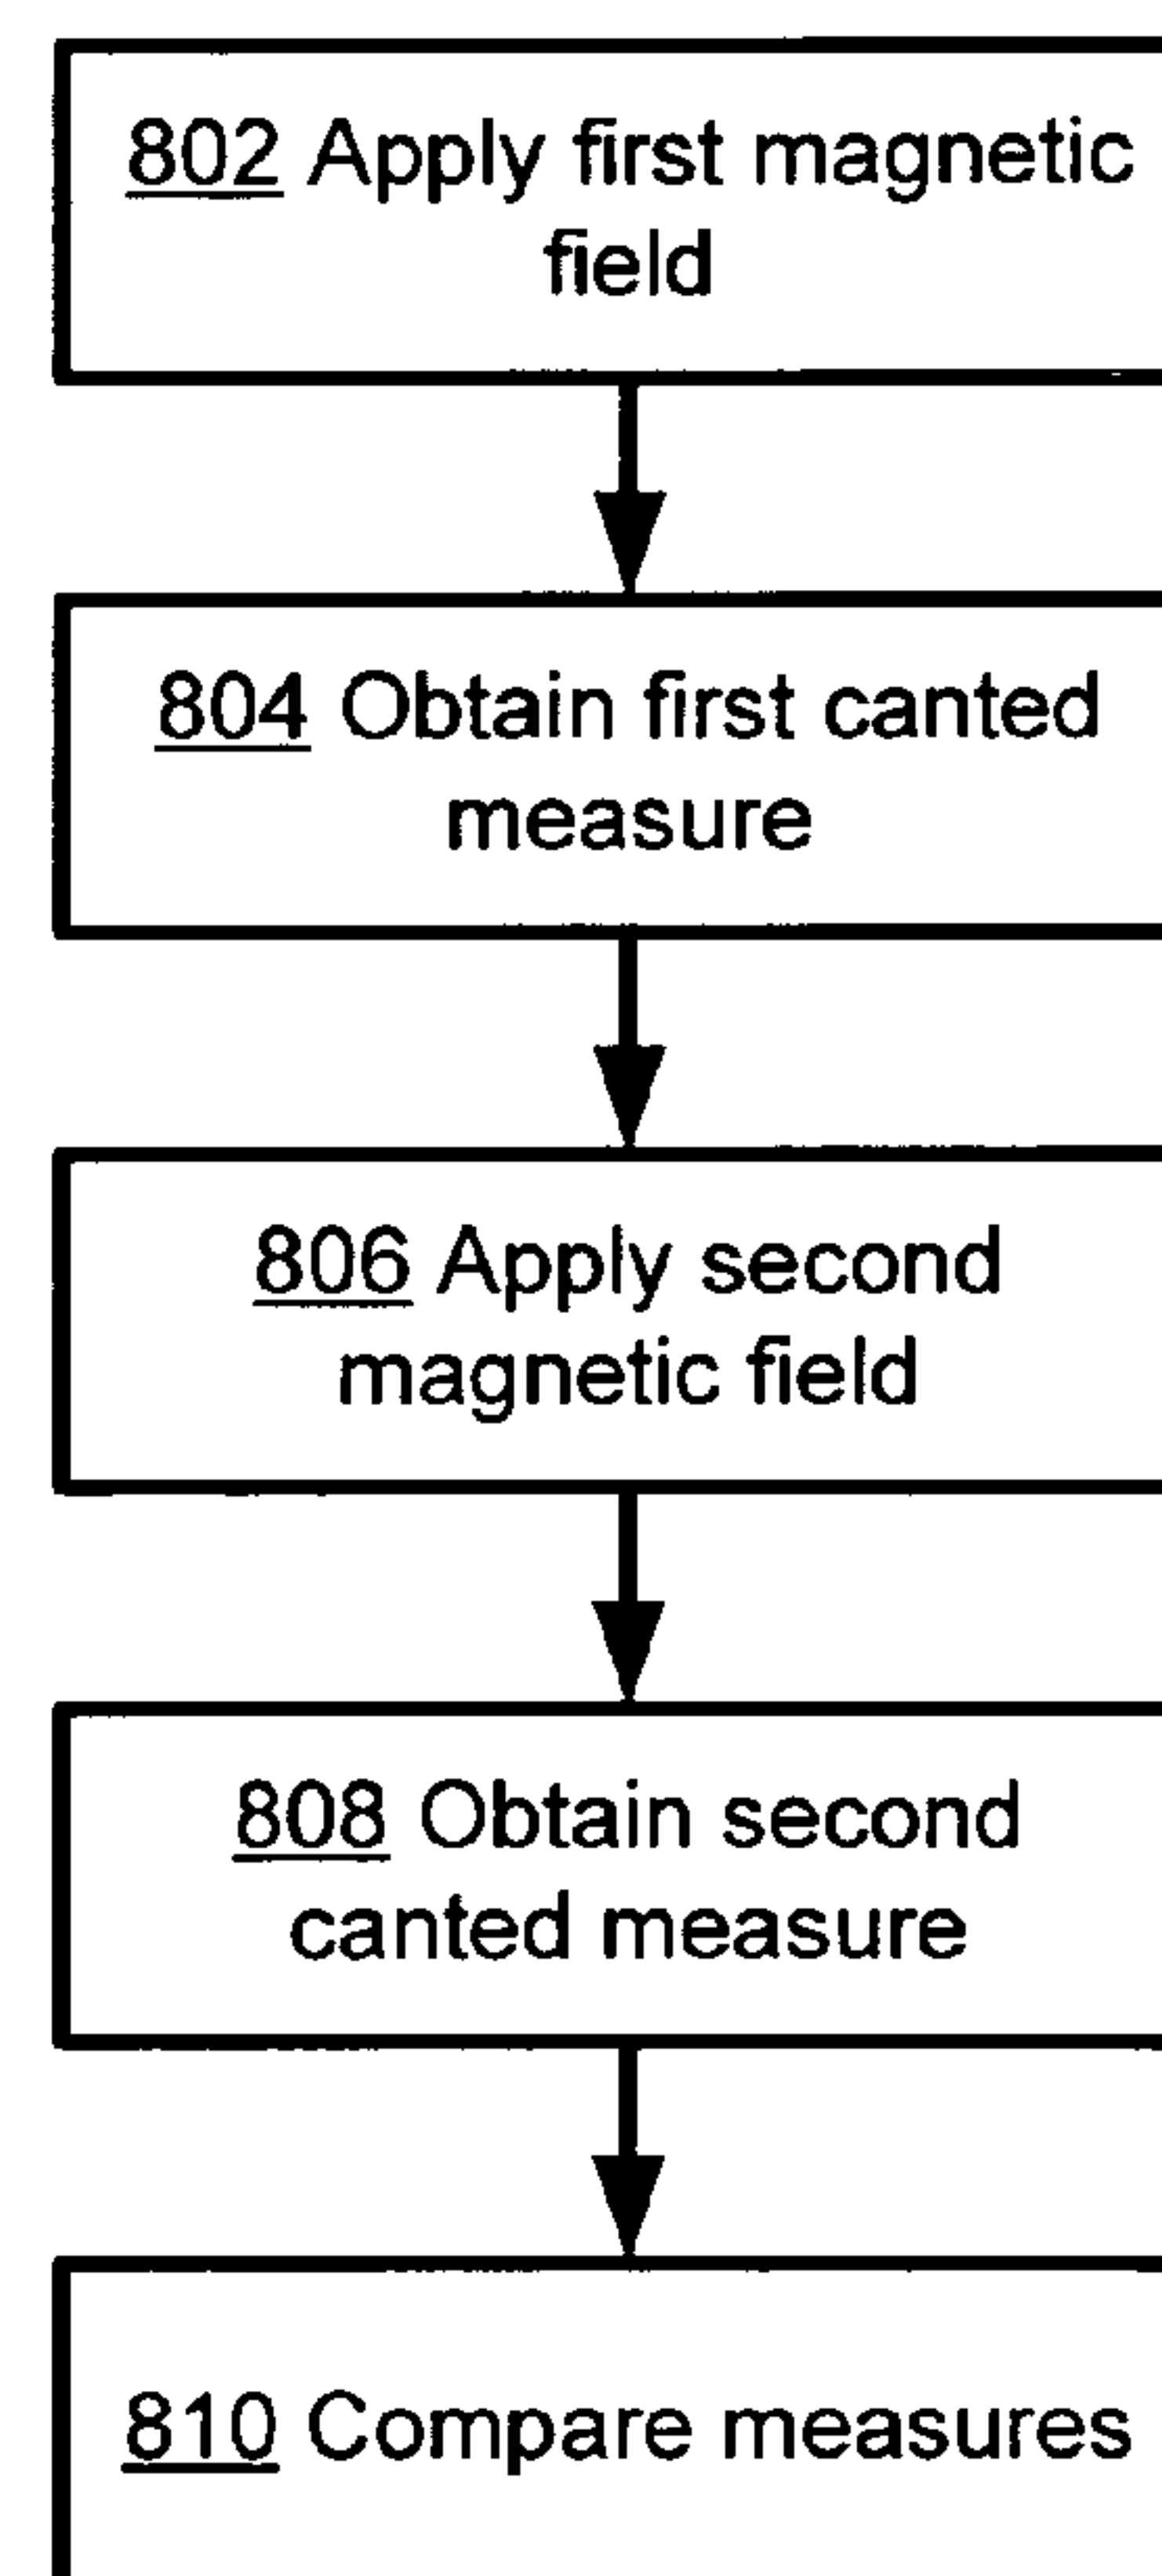 802 Apply first magnetic
field
804 Obtain first canted
measure
806 Apply second
magnetic field
808 Obtain second
canted measure
810 Compare measures